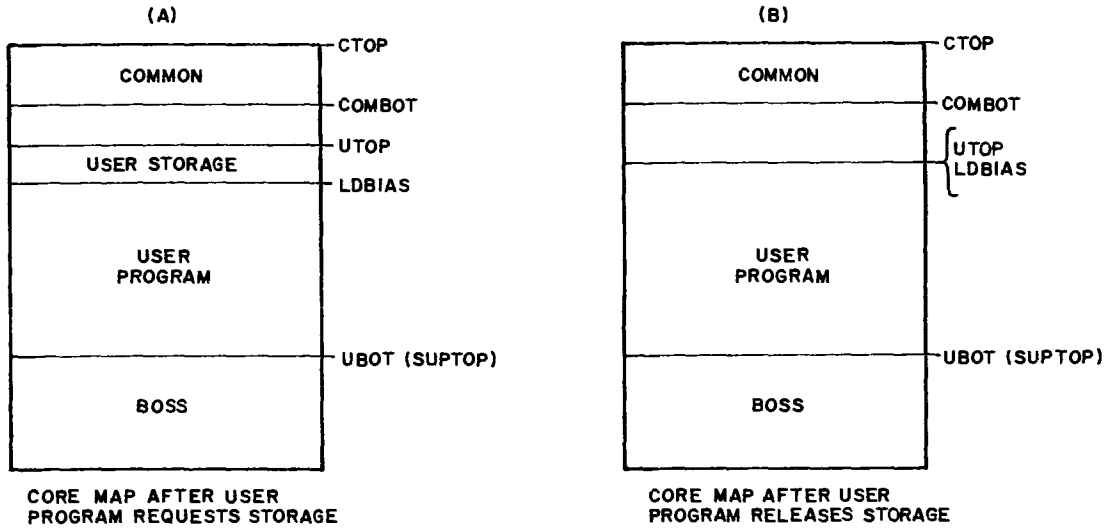 (A)
CTOP
COMMON
COMBOT
UTOP
USER STORAGE
LDBIAS
USER
PROGRAM
UBOT (SUPTOP)
BOSS
CORE MAP AFTER USER
PROGRAM REQUESTS STORAGE
(B)
CTOP
COMMON
COMBOT
UTOP
LDBIAS
USER
PROGRAM
UBOT (SUPTOP)
BOSS
CORE MAP AFTER USER
PROGRAM RELEASES STORAGE